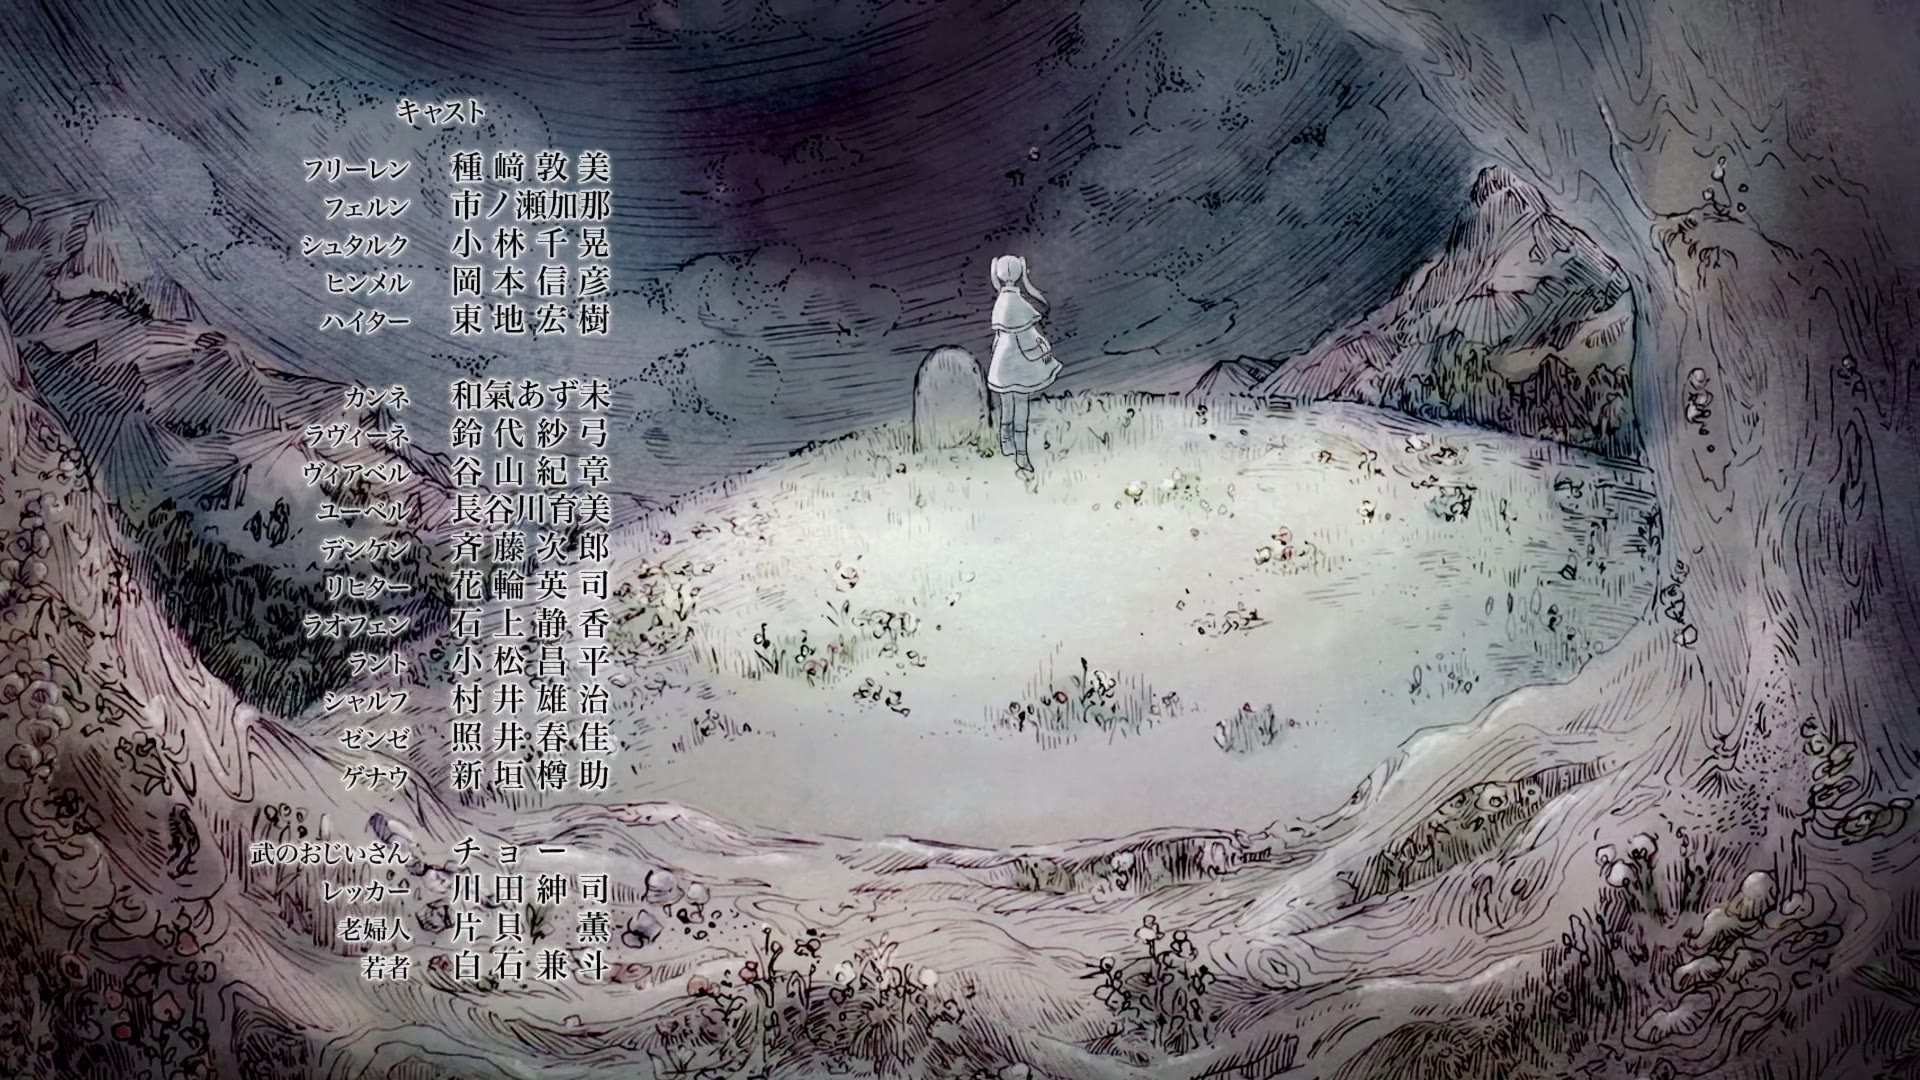 キャスト
フリーレン 種﨑敦美
フェルン 市ノ瀬加那
シュタルク 小林千晃
ヒンメル 岡本信彦
ハイター 東地宏樹
カンネ 和氣あず未
ラヴィーネ 鈴代紗弓
ヴィアベル 谷山紀章
ユーベル 長谷川育美
デンケン 斉藤次郎
リヒター 花輪英司
ラオフェン 石上静香
ラント 小松昌平
シャルフ 村井雄治
ゼンゼ 照井春佳
ゲナウ 新垣樽助
武のおじいさん チョー
レッカー 川田紳司
老婦人 片貝薫
若者 白石兼斗